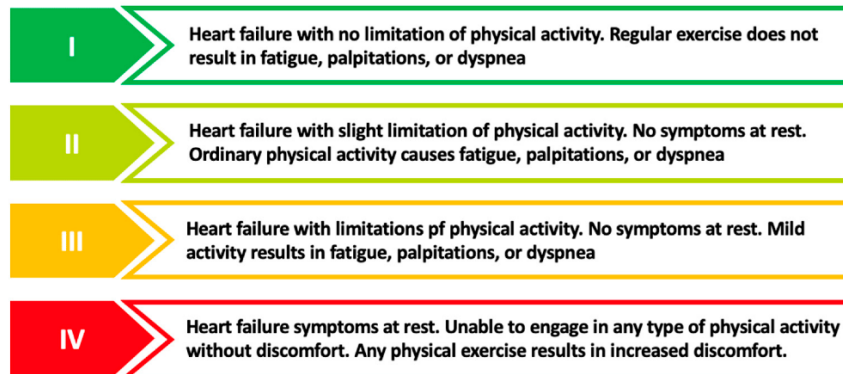 I
Heart failure with no limitation of physical activity. Regular exercise does not
result in fatigue, palpitations, or dyspnea
II
Heart failure with slight limitation of physical activity. No symptoms at rest.
Ordinary physical activity causes fatigue, palpitations, or dyspnea
III
Heart failure with limitations pf physical activity. No symptoms at rest. Mild
activity results in fatigue, palpitations, or dyspnea
IV
Heart failure symptoms at rest. Unable to engage in any type of physical activity
without discomfort. Any physical exercise results in increased discomfort.